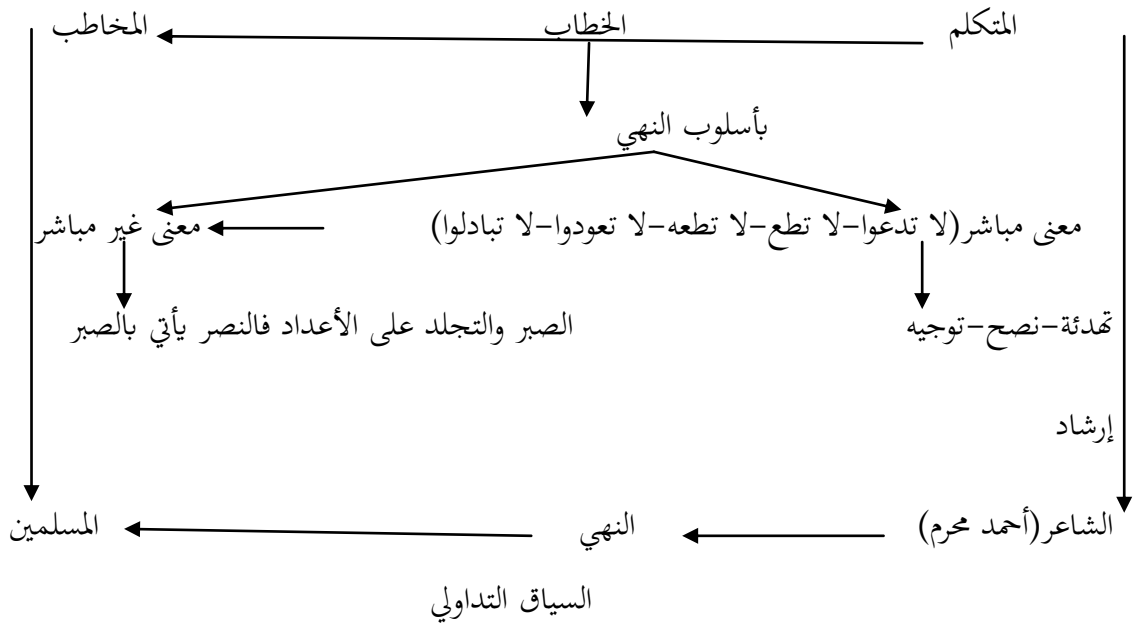 المتكلم الخطاب المخاطب
بأسلوب النهي
معنى مباشر(لا تدعوا-لا تطع-لا تطعه-لا تعودوا-لا تبادلوا) معنى غير مباشر
تهدئة-نصح-توجيه الصبر والتجلد على الأعداد فالنصر يأتي بالصبر
إرشاد
الشاعر(أحمد محرم) النهي المسلمين
السياق التداولي